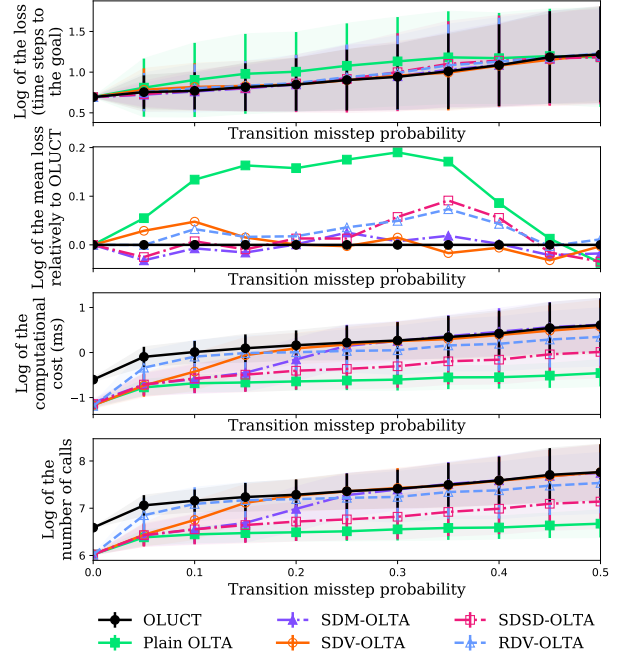 Log of the loss
(time steps to
the goal)
1.5
1.0
0.5
Transition misstep probability
Log of the mean loss
relatively to OLUCT
0.2
0.1
0.0
Transition misstep probability
Log of the
computational
cost (ms)
1
0
−1
Transition misstep probability
Log of the
number of calls
8
7
6
0.0 0.1 0.2 0.3 0.4 0.5
Transition misstep probability
OLUCT SDM-OLTA SDSD-OLTA
Plain OLTA SDV-OLTA RDV-OLTA